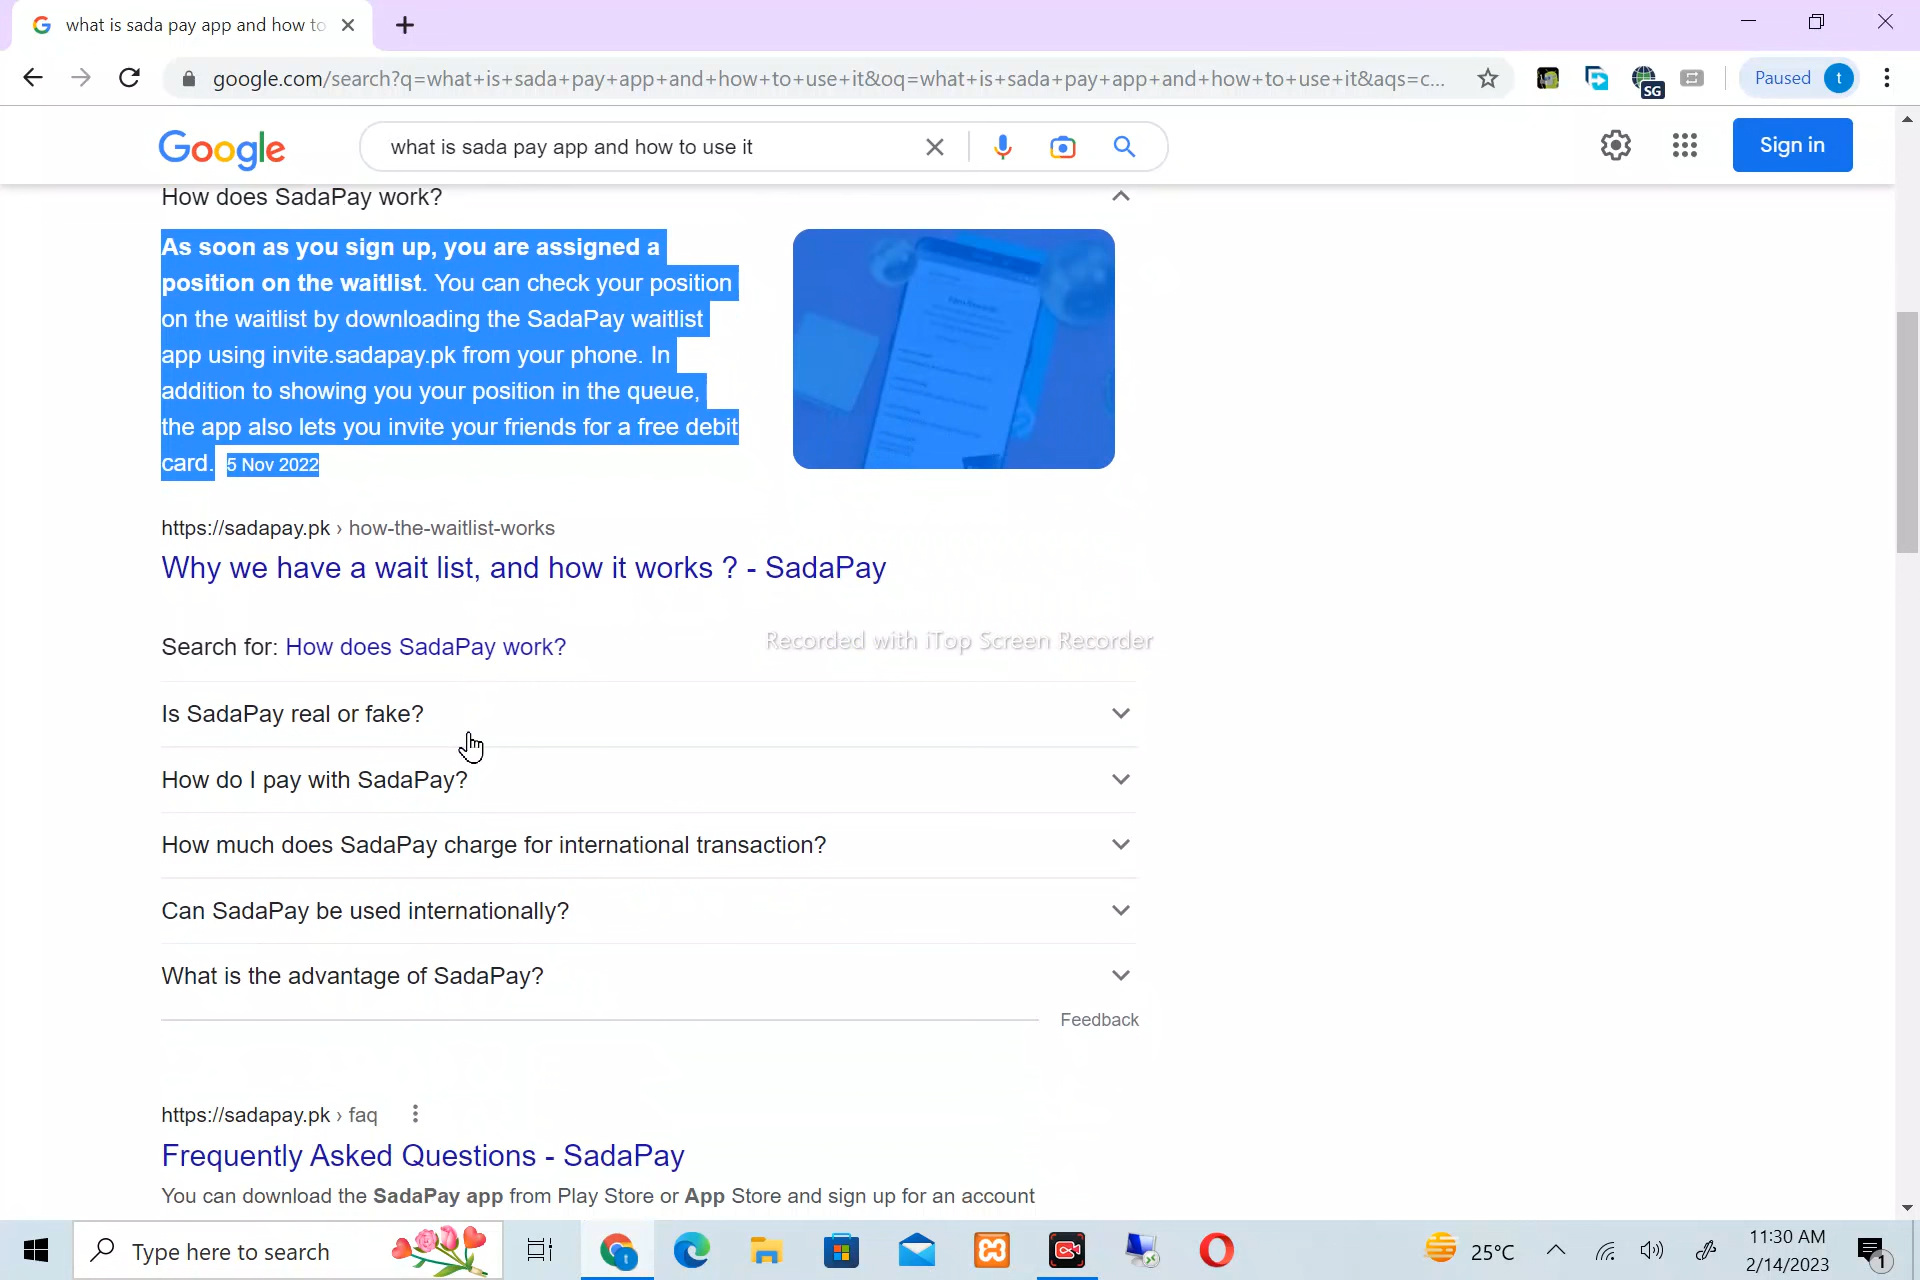 what is sada pay app and how to
google.com/search?q=what+is+sada+pay+app+and+how+to+use+it&oq=what+is+sada+pay+app+and+how+to+use+it&aqs=c...
SG
Paused t
Google
what is sada pay app and how to use it
Sign in
How does SadaPay work?
As soon as you sign up, you are assigned a
position on the waitlist. You can check your position
on the waitlist by downloading the SadaPay waitlist
app using invite.sadapay.pk from your phone. In
addition to showing you your position in the queue,
the app also lets you invite your friends for a free debit
card. 5 Nov 2022
https://sadapay.pk › how-the-waitlist-works
Why we have a wait list, and how it works ? - SadaPay
Search for: How does SadaPay work?
Recorded with iTop Screen Recorder
Is SadaPay real or fake?
How do I pay with SadaPay?
How much does SadaPay charge for international transaction?
Can SadaPay be used internationally?
What is the advantage of SadaPay?
Feedback
https://sadapay.pk › faq
Frequently Asked Questions - SadaPay
You can download the SadaPay app from Play Store or App Store and sign up for an account
Type here to search
25°C
11:30 AM
2/14/2023
1